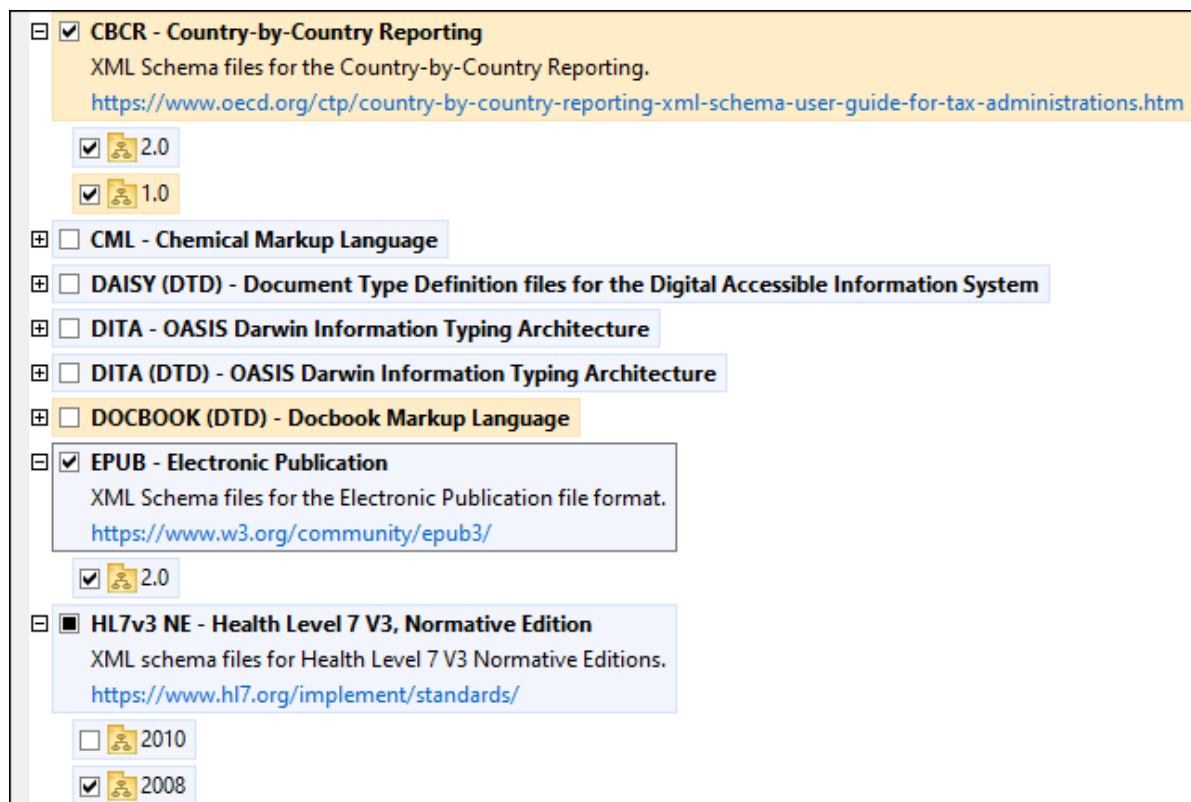 CBCR - Country-by-Country Reporting
XML Schema files for the Country-by-Country Reporting.
https://www.oecd.org/ctp/country-by-country-reporting-xml-schema-user-guide-for-tax-administrations.htm
2.0
1.0
CML - Chemical Markup Language
DAISY (DTD) - Document Type Definition files for the Digital Accessible Information System
DITA - OASIS Darwin Information Typing Architecture
DITA (DTD) - OASIS Darwin Information Typing Architecture
DOCBOOK (DTD) - Docbook Markup Language
EPUB - Electronic Publication
XML Schema files for the Electronic Publication file format.
https://www.w3.org/community/epub3/
2.0
HL7v3 NE - Health Level 7 V3, Normative Edition
XML schema files for Health Level 7 V3 Normative Editions.
https://www.hl7.org/implement/standards/
2010
2008